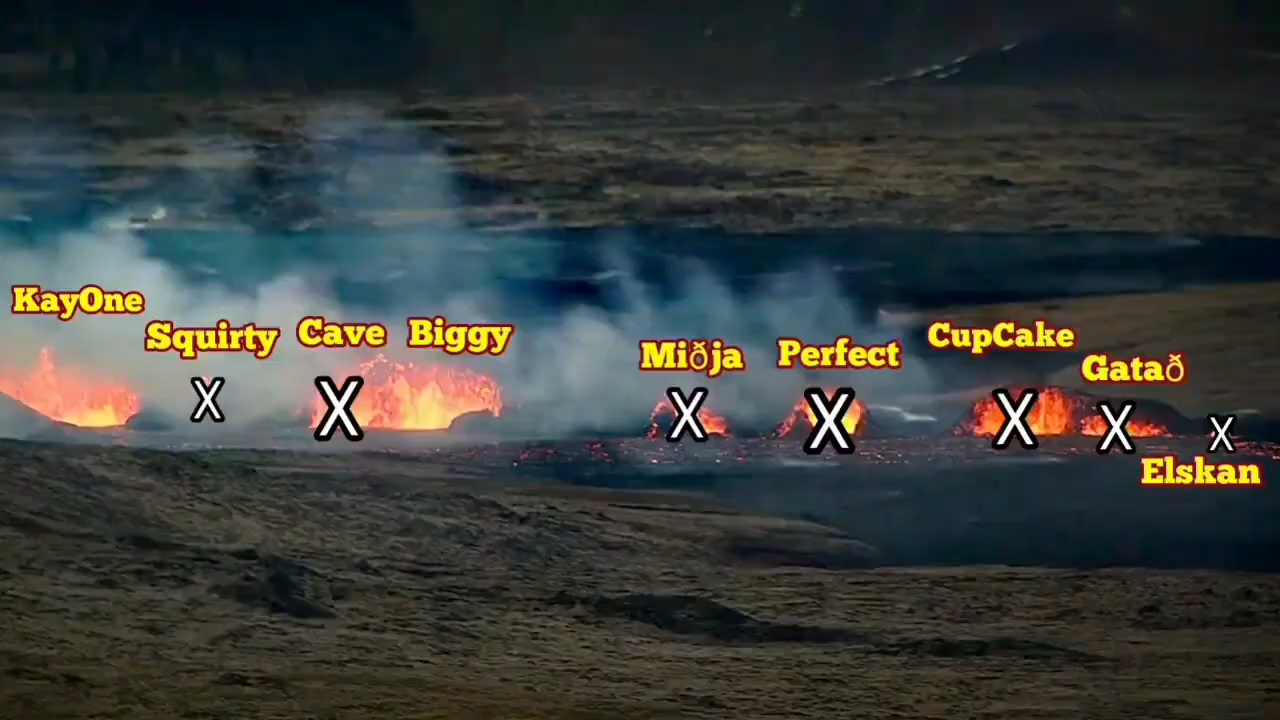 KayOne
Squirty
Cave
Biggy
Miðja
Perfect
CupCake
Gatað
Elskan
X
X
X
X
X
X
X